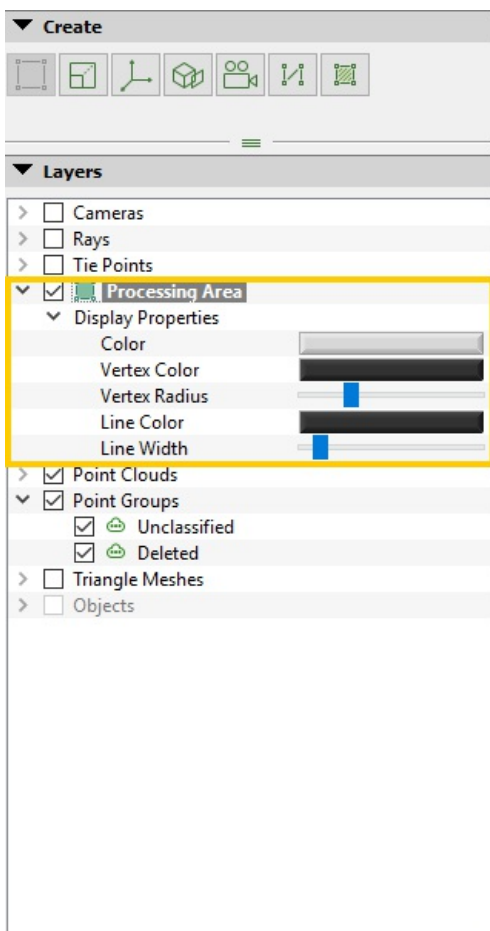 Create
Layers
Cameras
Rays
Tie Points
Processing Area
Display Properties
Color
Vertex Color
Vertex Radius
Line Color
Line Width
Point Clouds
Point Groups
Unclassified
Deleted
Triangle Meshes
Objects